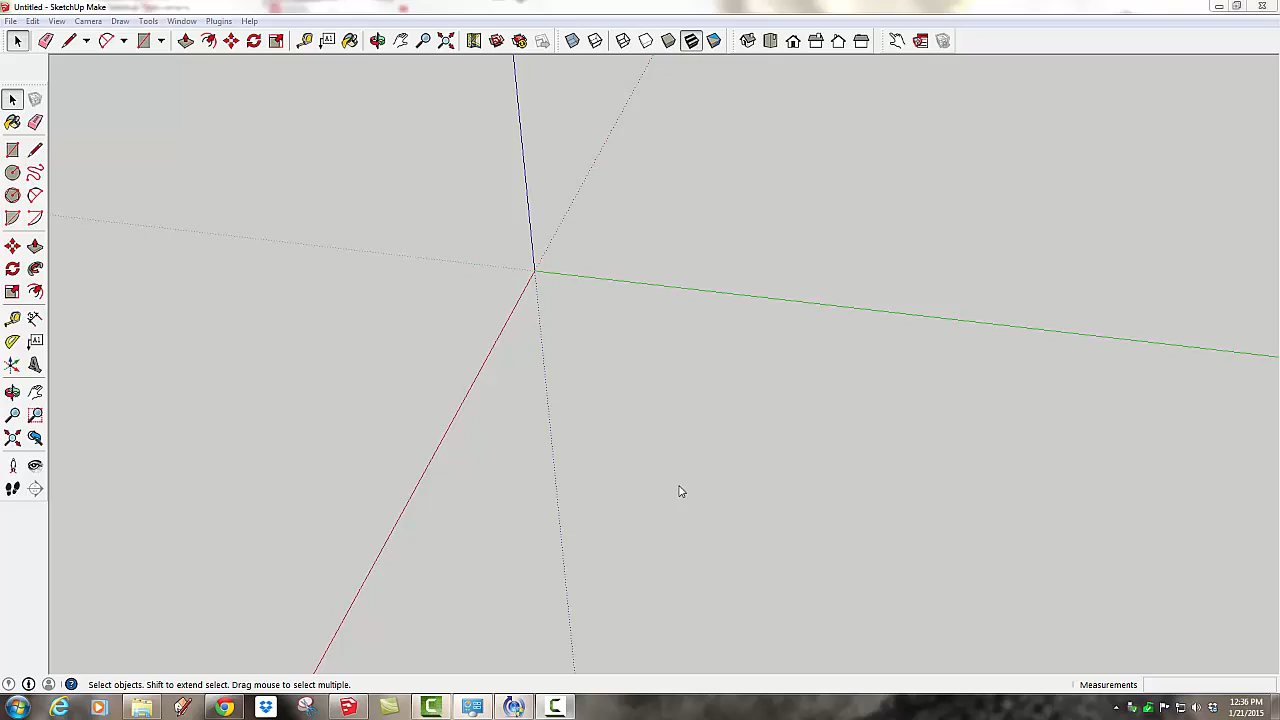 Untitled - SketchUp Make
File Edit View Camera Draw Tools Window Plugins Help
Select objects. Shift to extend select. Drag mouse to select multiple.
Measurements
12:36 PM
1/21/2015